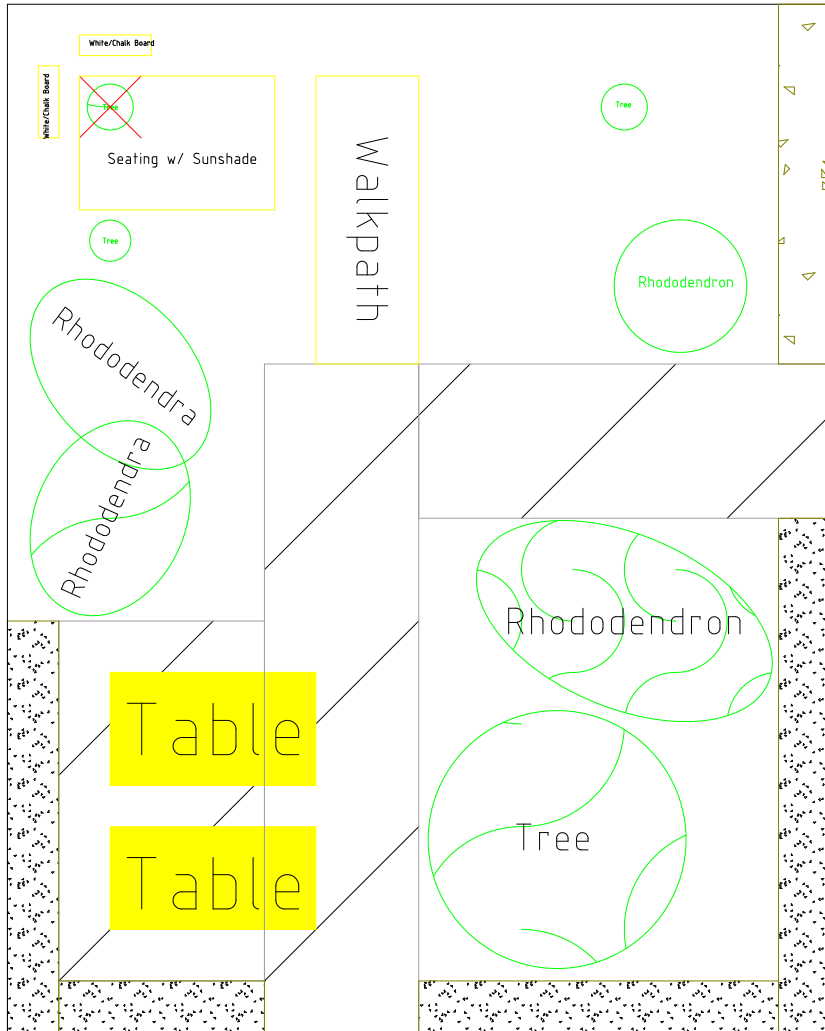 White/Chalk Board
White/Chalk Board
Tree
Tree
Seating w/ Sunshade
Walkpath
Tree
Rhododendron
Rhododendra
Rhododendra
Rhododendron
Table
Tree
Table